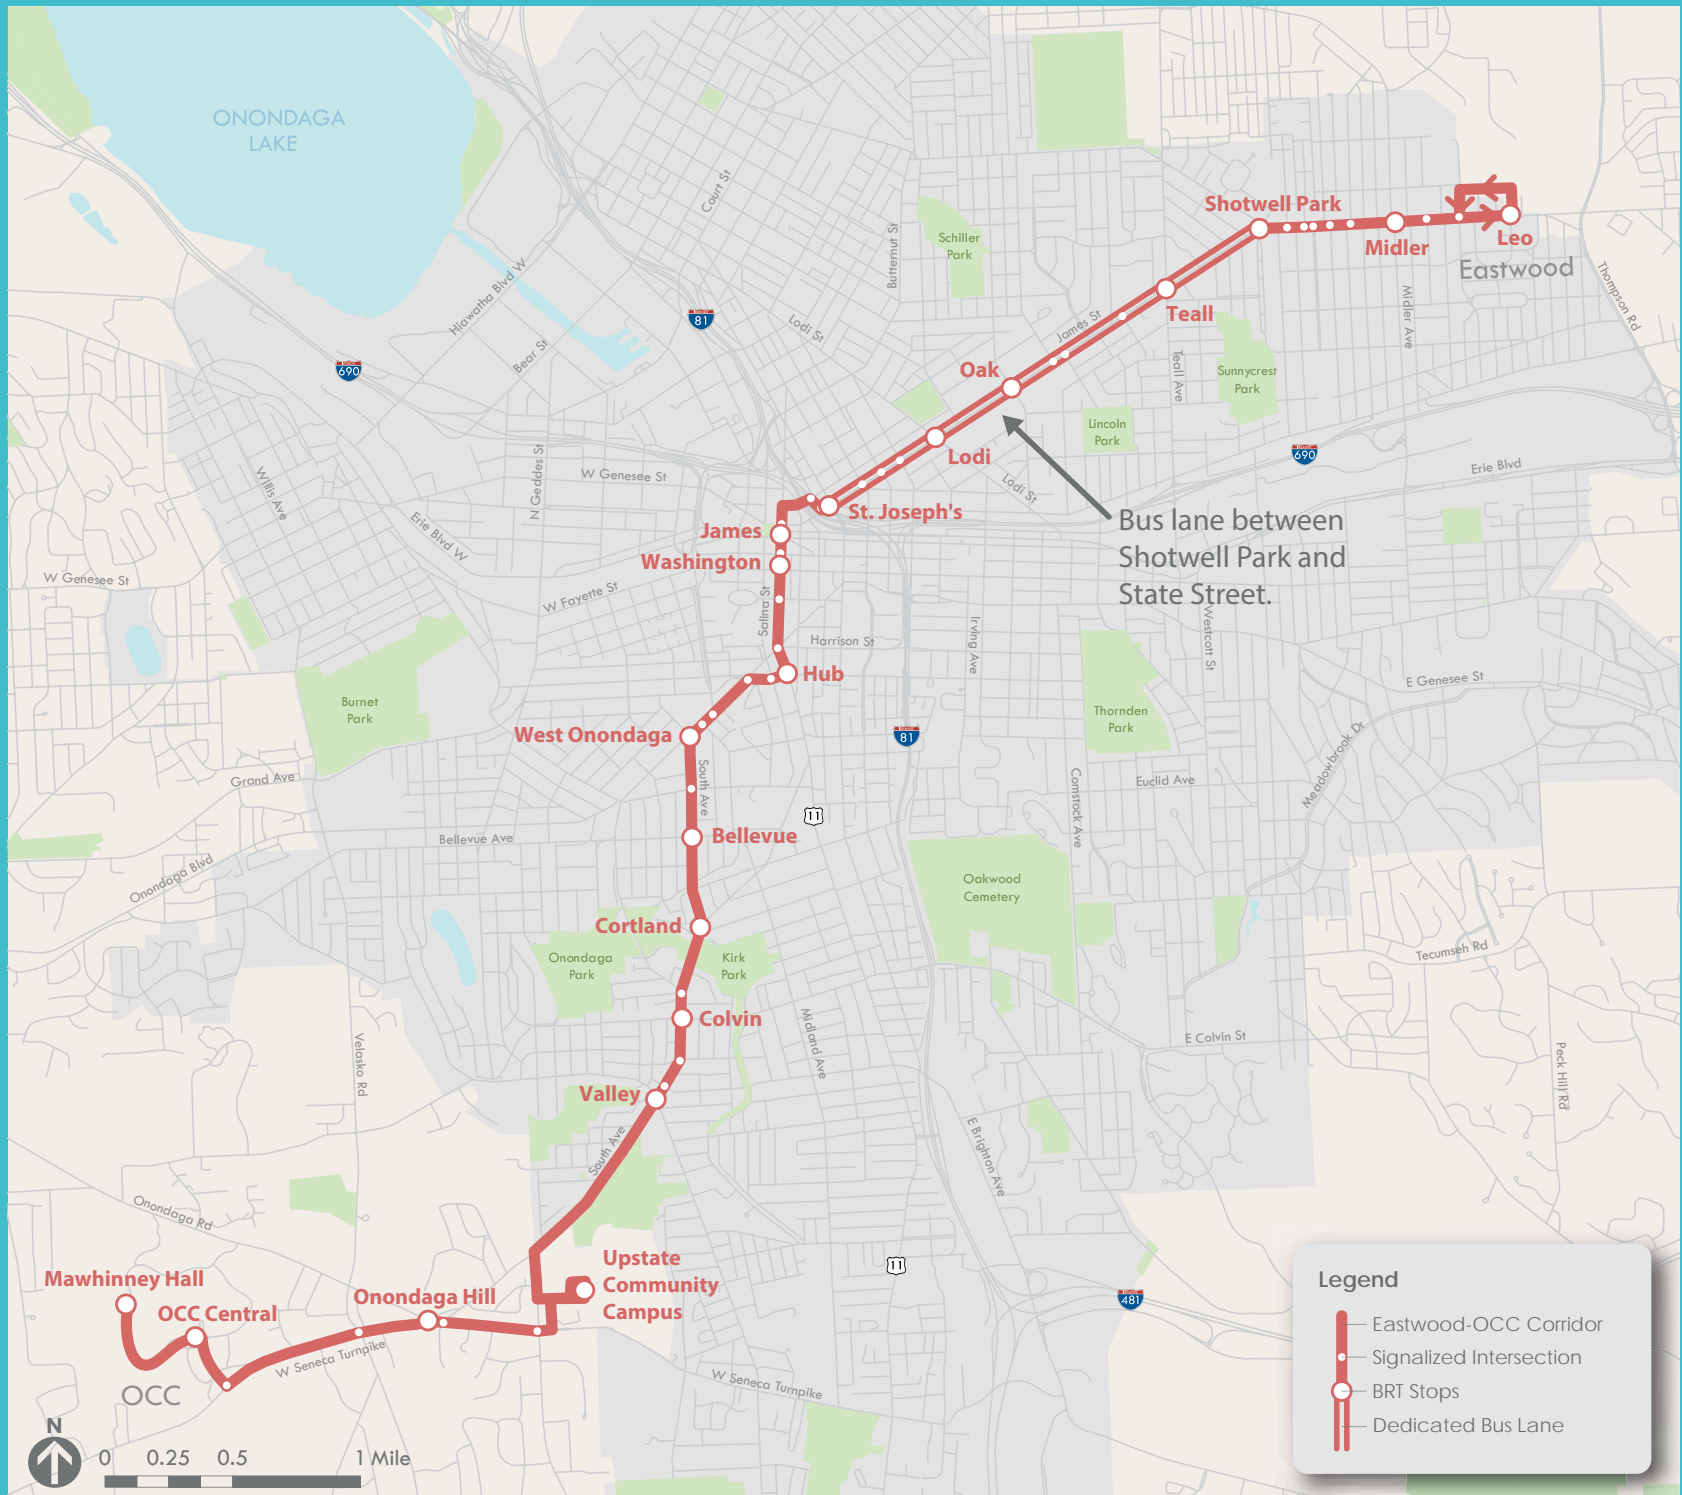 ONONDAGA
LAKE
Court St
Butternut St
Schiller
Park
Shotwell Park
Midler
Leo
Eastwood
Thompson Rd
Hiawatha Blvd W
Bear St
81
690
Lodi St
James St
Teall
Teall Ave
Midler Ave
Sunnycrest
Park
Oak
Lincoln
Park
690
Erie Blvd
Lodi
Lodi St
W Genesee St
N Geddes St
Willis Ave
Erie Blvd W
St. Joseph's
James
Washington
Bus lane between
Shotwell Park and
State Street.
W Genesee St
W Fayette St
Salina St
Harrison St
Irving Ave
Westcott St
Hub
E Genesee St
Burnet
Park
West Onondaga
81
Thornden
Park
Meadowbrook Dr
Grand Ave
South Ave
Euclid Ave
Comstock Ave
11
Bellevue Ave
Bellevue
Onondaga Blvd
Oakwood
Cemetery
Cortland
Onondaga
Park
Kirk
Park
Tecumseh Rd
Colvin
Midland Ave
E Colvin St
Velasko Rd
Peck Hill Rd
Valley
South Ave
E Brighton Ave
Onondaga Rd
Upstate
Community
Campus
11
481
Mawhinney Hall
OCC Central
Onondaga Hill
W Seneca Turnpike
OCC
W Seneca Turnpike
Legend
Eastwood-OCC Corridor
Signalized Intersection
BRT Stops
Dedicated Bus Lane
N
0 0.25 0.5 1 Mile